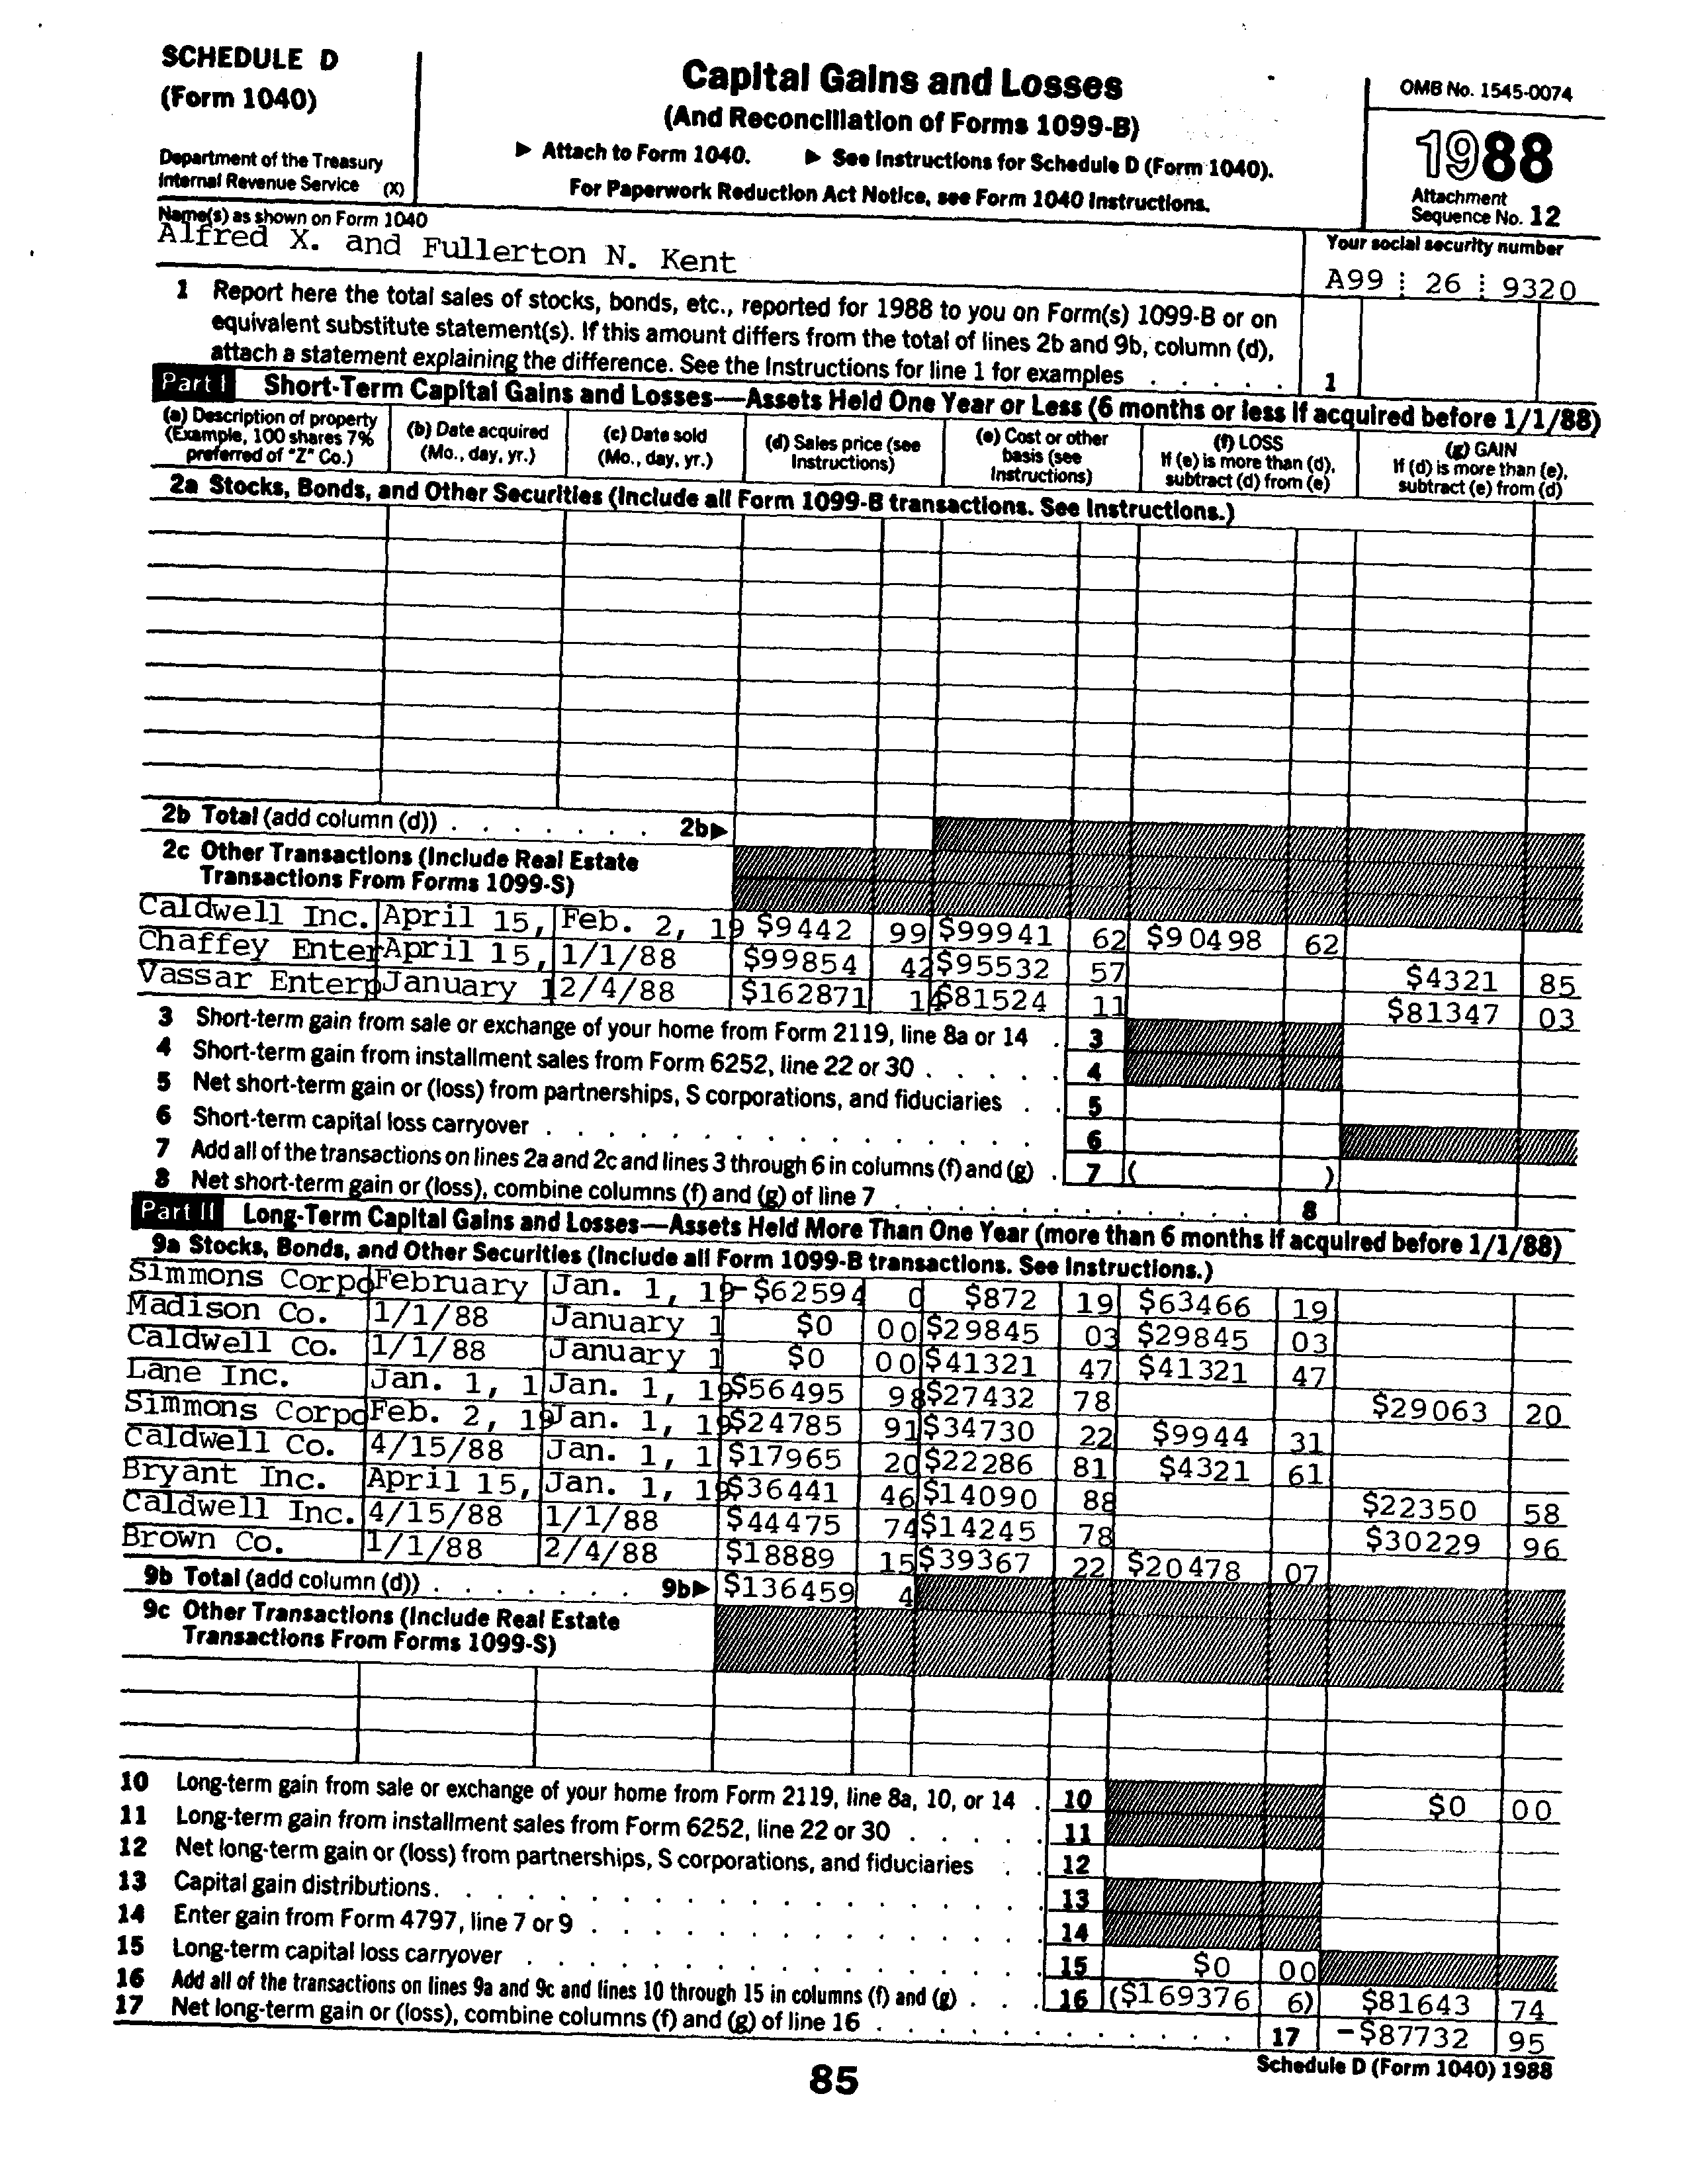 SCHEDULE D
(Form 1040)
Department of the Treasury
Internal Revenue Service (X)
Capital Gains and Losses
(And Reconciliation of Forms 1099-B)
▶ Attach to Form 1040. ▶ See Instructions for Schedule D (Form 1040).
For Paperwork Reduction Act Notice, see Form 1040 Instructions.
OMB No. 1545-0074
1988
Attachment
Sequence No. 12
Name(s) as shown on Form 1040
Alfred X. and Fullerton N. Kent
Your social security number
A99 26 9320
1 Report here the total sales of stocks, bonds, etc., reported for 1988 to you on Form(s) 1099-B or on
equivalent substitute statement(s). If this amount differs from the total of lines 2b and 9b, column (d),
attach a statement explaining the difference. See the Instructions for line 1 for examples . . . . . 1
Part I Short-Term Capital Gains and Losses—Assets Held One Year or Less (6 months or less if acquired before 1/1/88)
(a) Description of property
(Example, 100 shares 7%
preferred of "Z" Co.)
(b) Date acquired
(Mo., day, yr.)
(c) Date sold
(Mo., day, yr.)
(d) Sales price (see
Instructions)
(e) Cost or other
basis (see
Instructions)
(f) LOSS
If (e) is more than (d),
subtract (d) from (e)
(g) GAIN
If (d) is more than (e),
subtract (e) from (d)
2a Stocks, Bonds, and Other Securities (Include all Form 1099-B transactions. See Instructions.)
2b Total (add column (d)) . . . . . . . 2b▶
2c Other Transactions (Include Real Estate
Transactions From Forms 1099-S)
Caldwell Inc. April 15, Feb. 2, 19 $9442 99 $99941 62 $90498 62
Chaffey Enter April 15, 1/1/88 $99854 42 $95532 57 $4321 85
Vassar Enterp January 1 2/4/88 $162871 14 $81524 11 $81347 03
3 Short-term gain from sale or exchange of your home from Form 2119, line 8a or 14 . 3
4 Short-term gain from installment sales from Form 6252, line 22 or 30 . . . . . 4
5 Net short-term gain or (loss) from partnerships, S corporations, and fiduciaries . . 5
6 Short-term capital loss carryover . . . . . . . . . . . . . 6
7 Add all of the transactions on lines 2a and 2c and lines 3 through 6 in columns (f) and (g) . 7 ( )
8 Net short-term gain or (loss), combine columns (f) and (g) of line 7 . . . . . . . . . . . 8
Part II Long-Term Capital Gains and Losses—Assets Held More Than One Year (more than 6 months if acquired before 1/1/88)
9a Stocks, Bonds, and Other Securities (Include all Form 1099-B transactions. See Instructions.)
Simmons Corpo February Jan. 1, 19 -$62594 0 $872 19 $63466 19
Madison Co. 1/1/88 January 1 $0 00 $29845 03 $29845 03
Caldwell Co. 1/1/88 January 1 $0 00 $41321 47 $41321 47
Lane Inc. Jan. 1, 1 Jan. 1, 19 $56495 98 $27432 78 $29063 20
Simmons Corpo Feb. 2, 19 Jan. 1, 19 $24785 91 $34730 22 $9944 31
Caldwell Co. 4/15/88 Jan. 1, 1 $17965 20 $22286 81 $4321 61
Bryant Inc. April 15, Jan. 1, 19 $36441 46 $14090 88 $22350 58
Caldwell Inc. 4/15/88 1/1/88 $44475 74 $14245 78 $30229 96
Brown Co. 1/1/88 2/4/88 $18889 15 $39367 22 $20478 07
9b Total (add column (d)) . . . . . . . 9b▶ $136459 4
9c Other Transactions (Include Real Estate
Transactions From Forms 1099-S)
10 Long-term gain from sale or exchange of your home from Form 2119, line 8a, 10, or 14 . 10 $0 00
11 Long-term gain from installment sales from Form 6252, line 22 or 30 . . . . . 11
12 Net long-term gain or (loss) from partnerships, S corporations, and fiduciaries . . 12
13 Capital gain distributions . . . . . . . . . . . . . . . 13
14 Enter gain from Form 4797, line 7 or 9 . . . . . . . . . . . 14
15 Long-term capital loss carryover . . . . . . . . . . . . . 15 $0 00
16 Add all of the transactions on lines 9a and 9c and lines 10 through 15 in columns (f) and (g) . . . 16 ($169376 6) $81643 74
17 Net long-term gain or (loss), combine columns (f) and (g) of line 16 . . . . . . . . . . . 17 -$87732 95
Schedule D (Form 1040) 1988
85